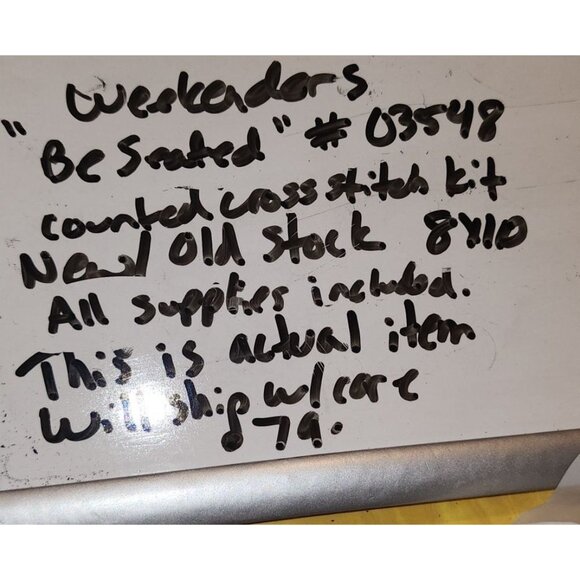 Weekenders
"Be Seated" # 03548
counted cross stitch kit
New Old Stock 8x10
All supplies included.
This is actual item
Will ship w/care
879.